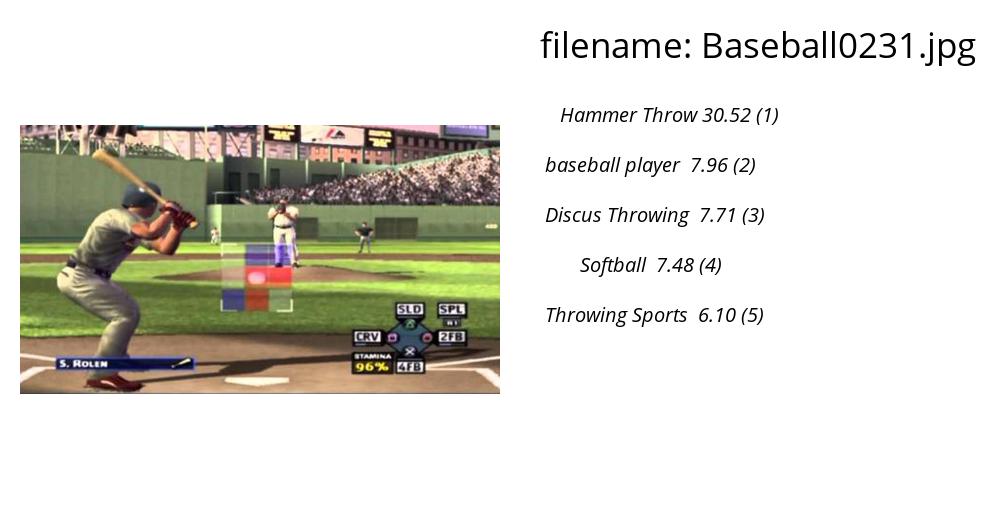 filename: Baseball0231.jpg
Hammer Throw 30.52 (1)
baseball player 7.96 (2)
Discus Throwing 7.71 (3)
Softball 7.48 (4)
Throwing Sports 6.10 (5)
SLD SPL
R1
CRV 2FB
STAMINA
96% 4FB
S. ROLEN